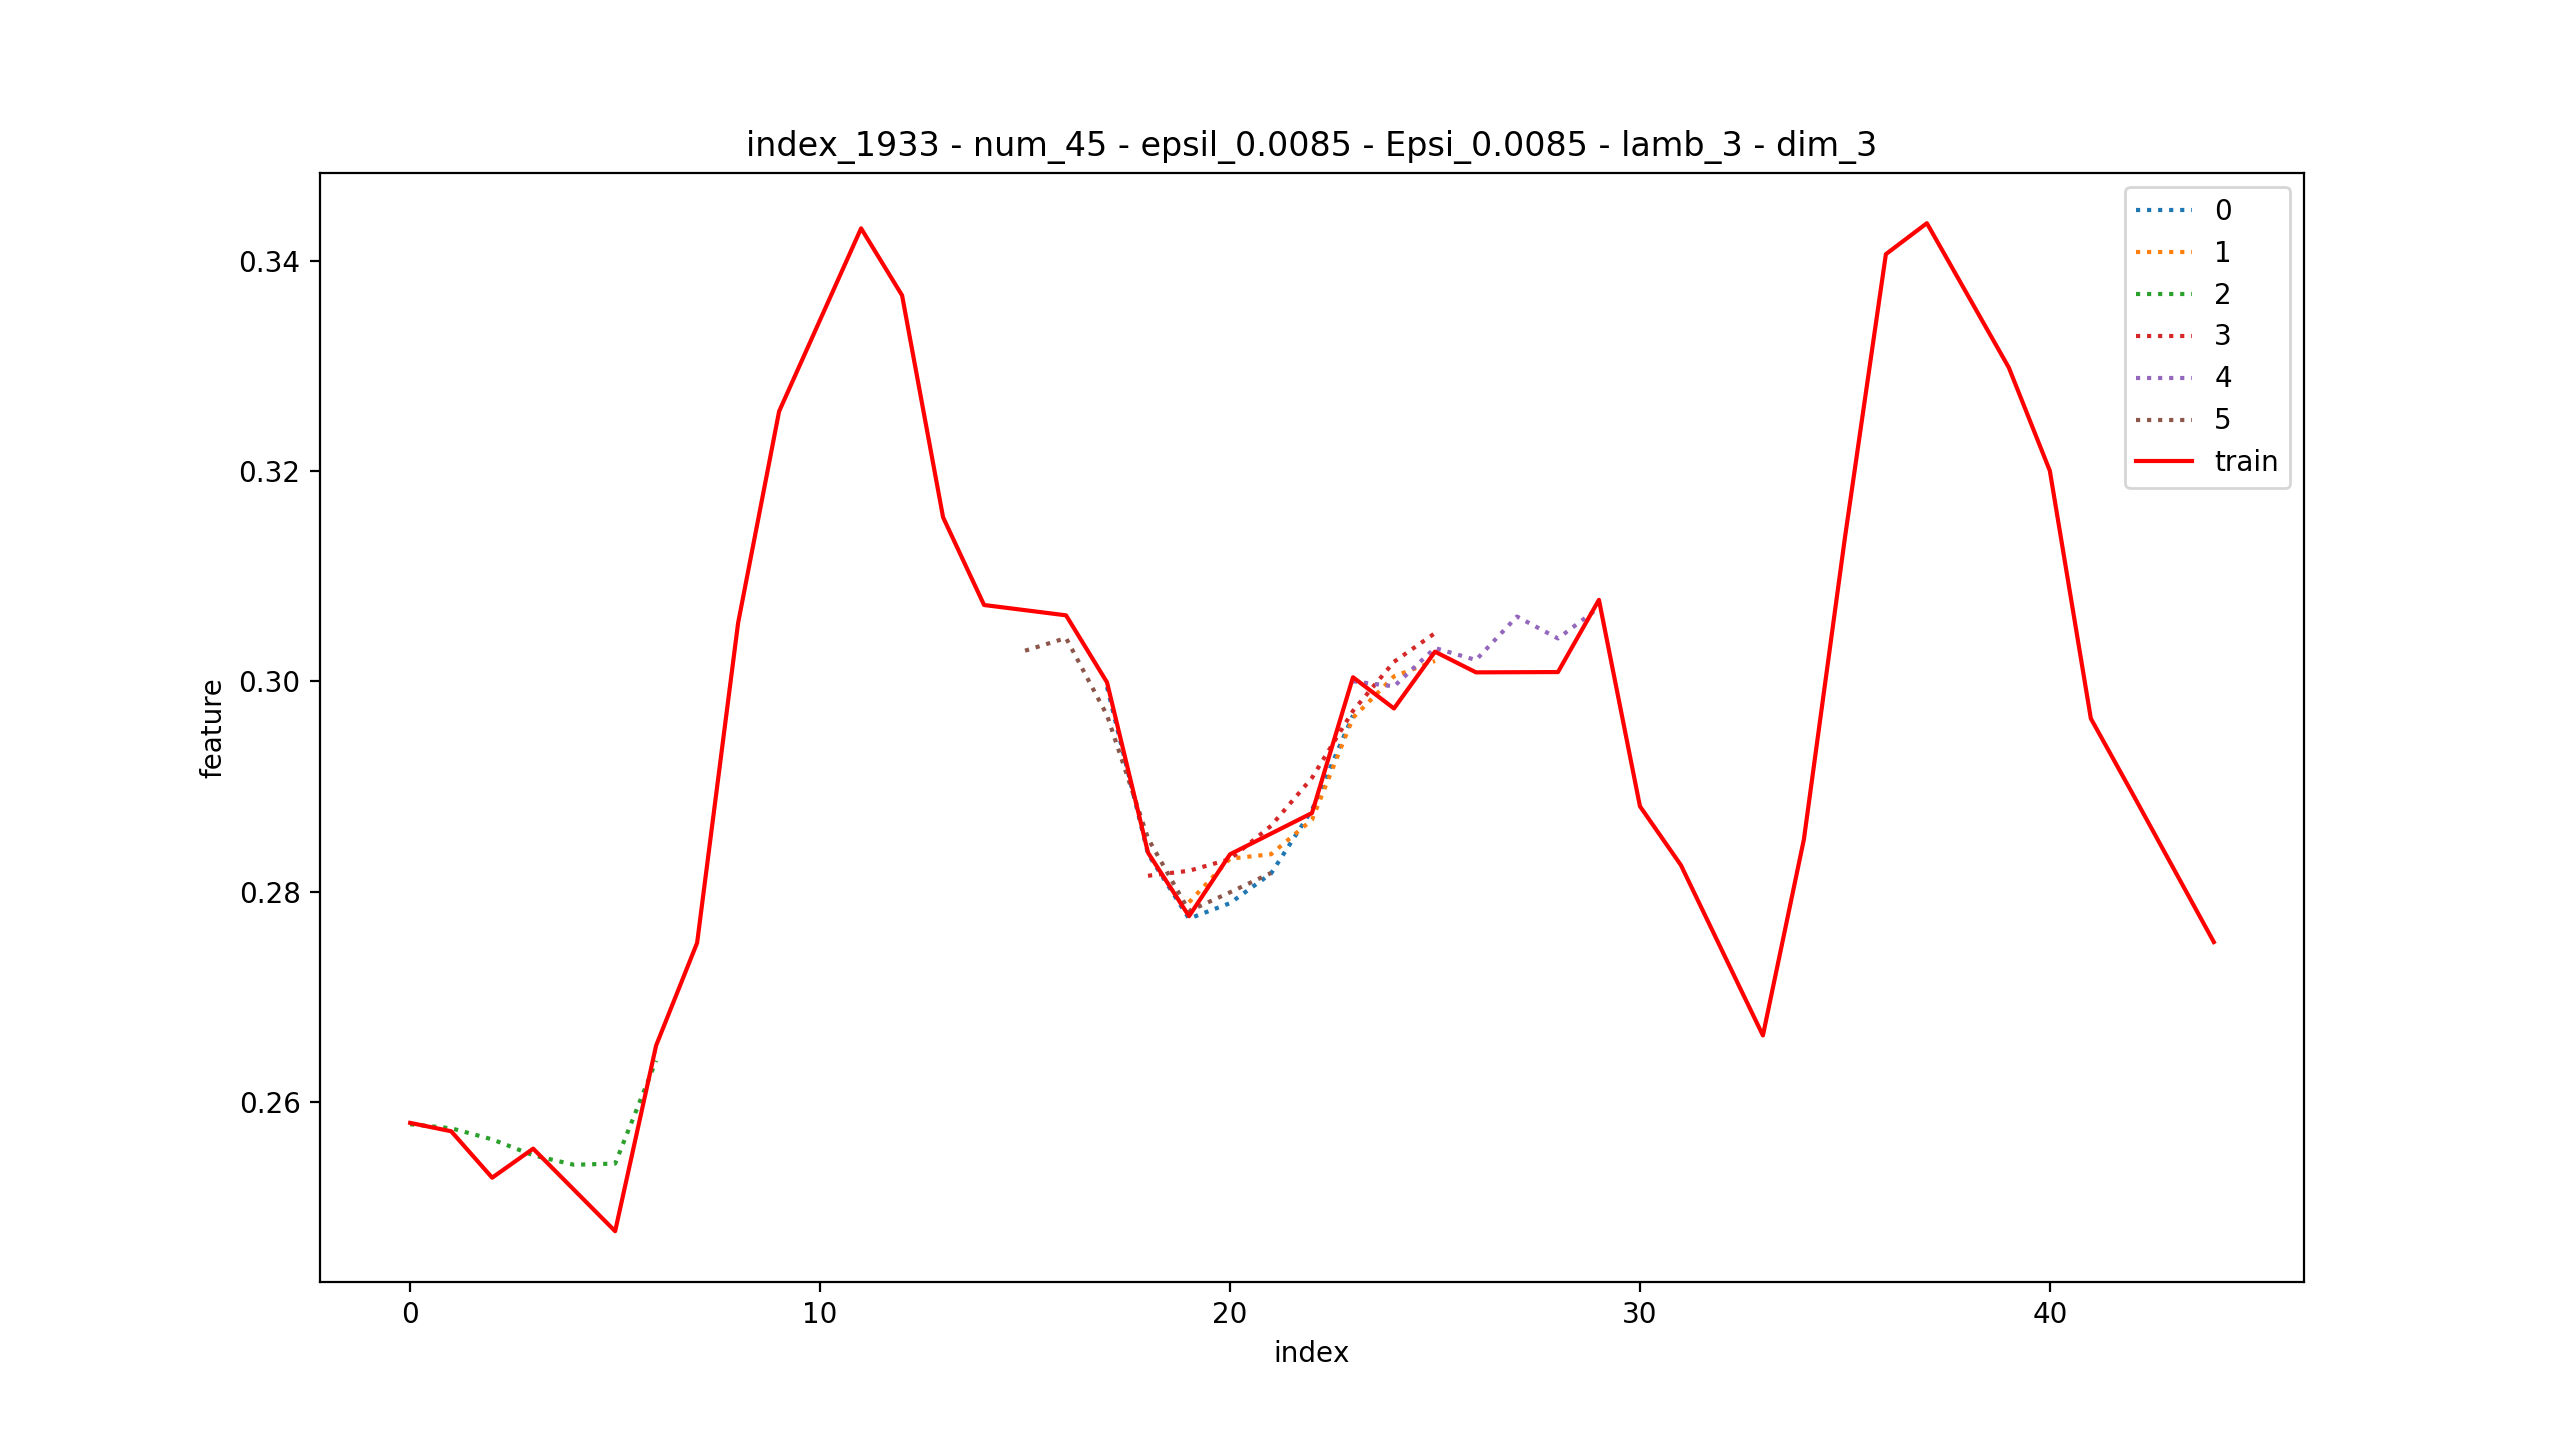 index_1933 - num_45 - epsil_0.0085 - Epsi_0.0085 - lamb_3 - dim_3
0
1
2
3
4
5
train
0.34
0.32
0.30
0.28
0.26
feature
0 10 20 30 40
index